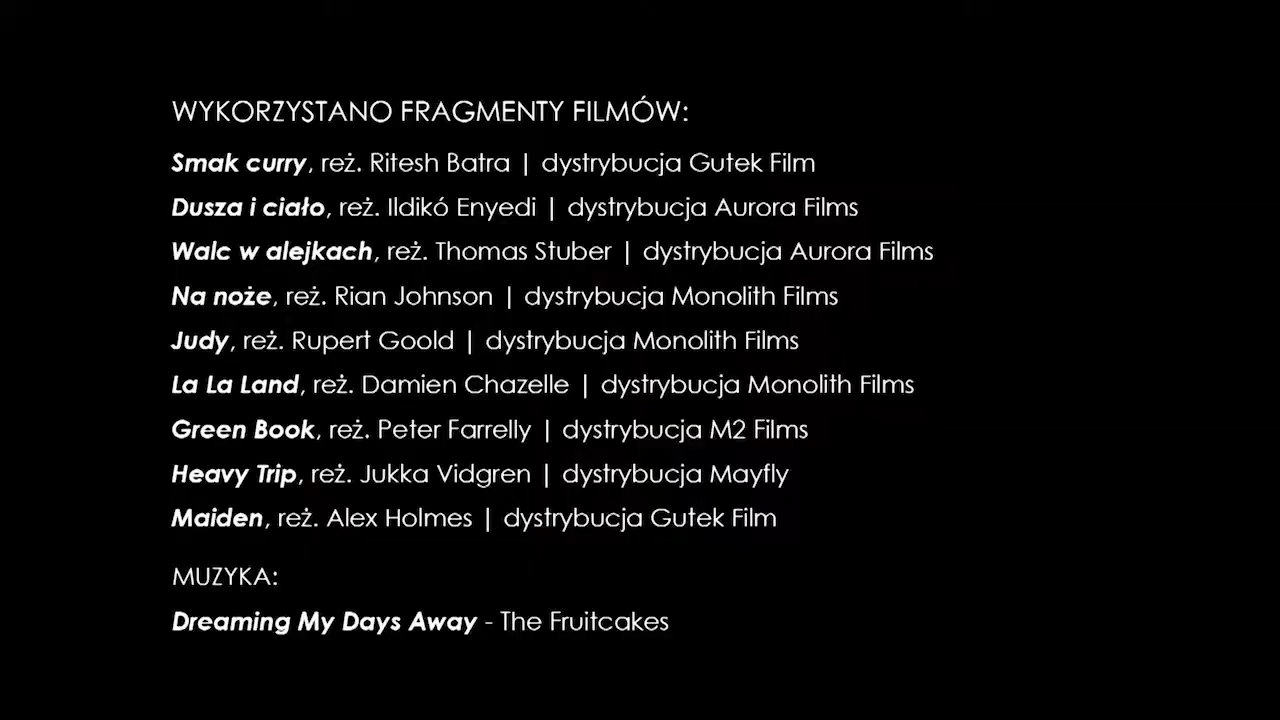 WYKORZYSTANO FRAGMENTY FILMÓW:
Smak curry, reż. Ritesh Batra | dystrybucja Gutek Film
Dusza i ciało, reż. Ildikó Enyedi | dystrybucja Aurora Films
Walc w alejkach, reż. Thomas Stuber | dystrybucja Aurora Films
Na noże, reż. Rian Johnson | dystrybucja Monolith Films
Judy, reż. Rupert Goold | dystrybucja Monolith Films
La La Land, reż. Damien Chazelle | dystrybucja Monolith Films
Green Book, reż. Peter Farrelly | dystrybucja M2 Films
Heavy Trip, reż. Jukka Vidgren | dystrybucja Mayfly
Maiden, reż. Alex Holmes | dystrybucja Gutek Film
MUZYKA:
Dreaming My Days Away - The Fruitcakes